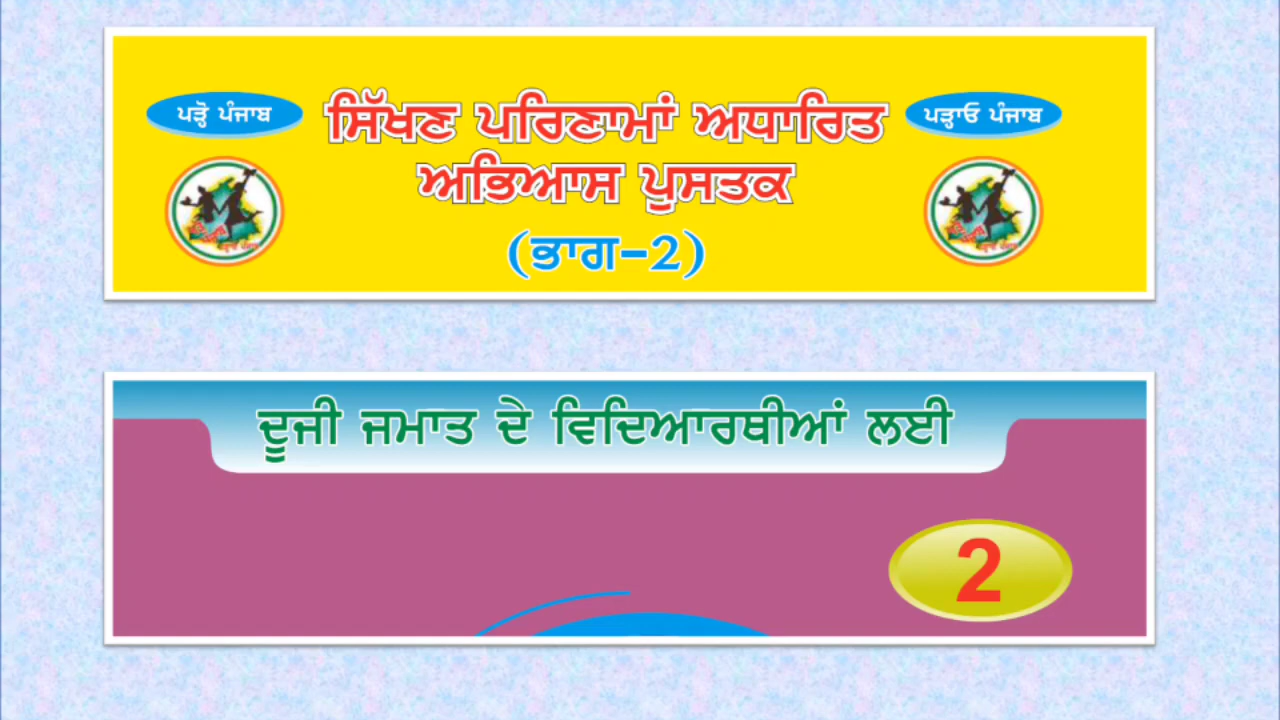 ਪੜ੍ਹੋ ਪੰਜਾਬ
ਸਿੱਖਣ ਪਰਿਣਾਮਾਂ ਅਧਾਰਿਤ
ਪੜ੍ਹਾਓ ਪੰਜਾਬ
ਅਭਿਆਸ ਪੁਸਤਕ
(ਭਾਗ-2)
ਦੂਜੀ ਜਮਾਤ ਦੇ ਵਿਦਿਆਰਥੀਆਂ ਲਈ
2